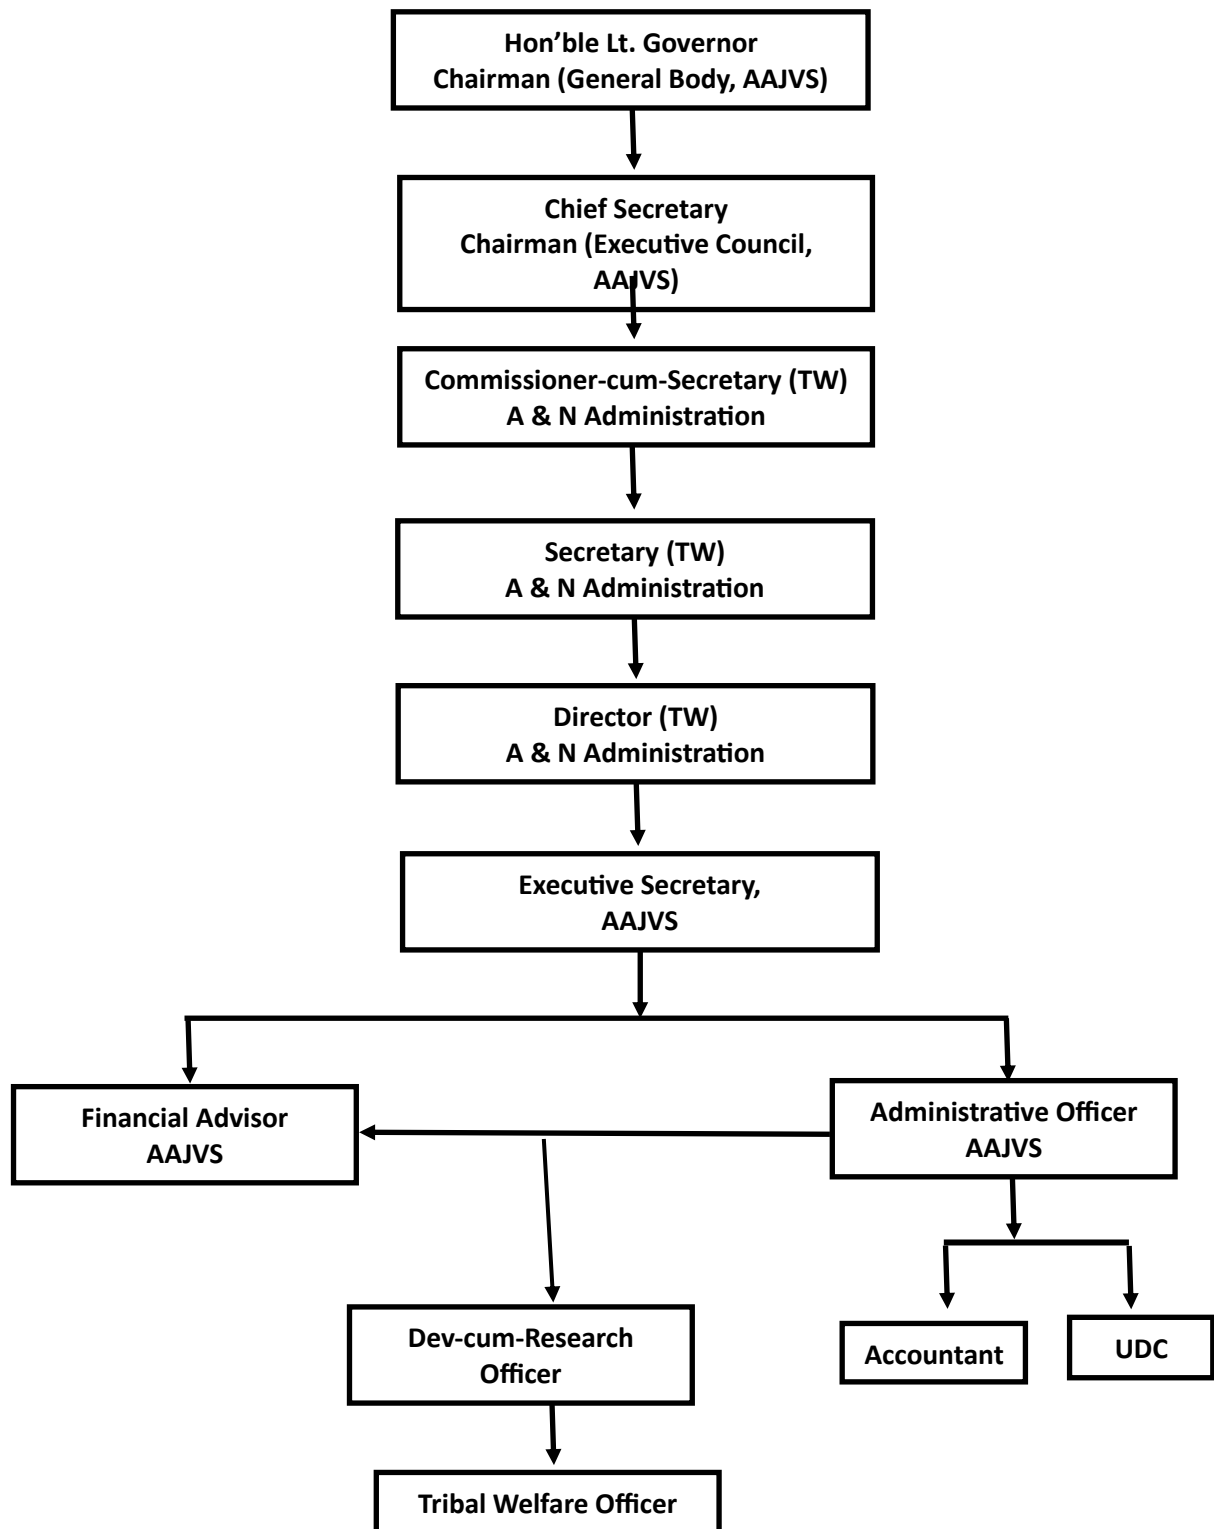 Hon’ble Lt. Governor
Chairman (General Body, AAJVS)
Chief Secretary
Chairman (Executive Council,
AAJVS)
Commissioner-cum-Secretary (TW)
A & N Administration
Secretary (TW)
A & N Administration
Director (TW)
A & N Administration
Executive Secretary,
AAJVS
Financial Advisor
AAJVS
Administrative Officer
AAJVS
Dev-cum-Research
Officer
Accountant
UDC
Tribal Welfare Officer